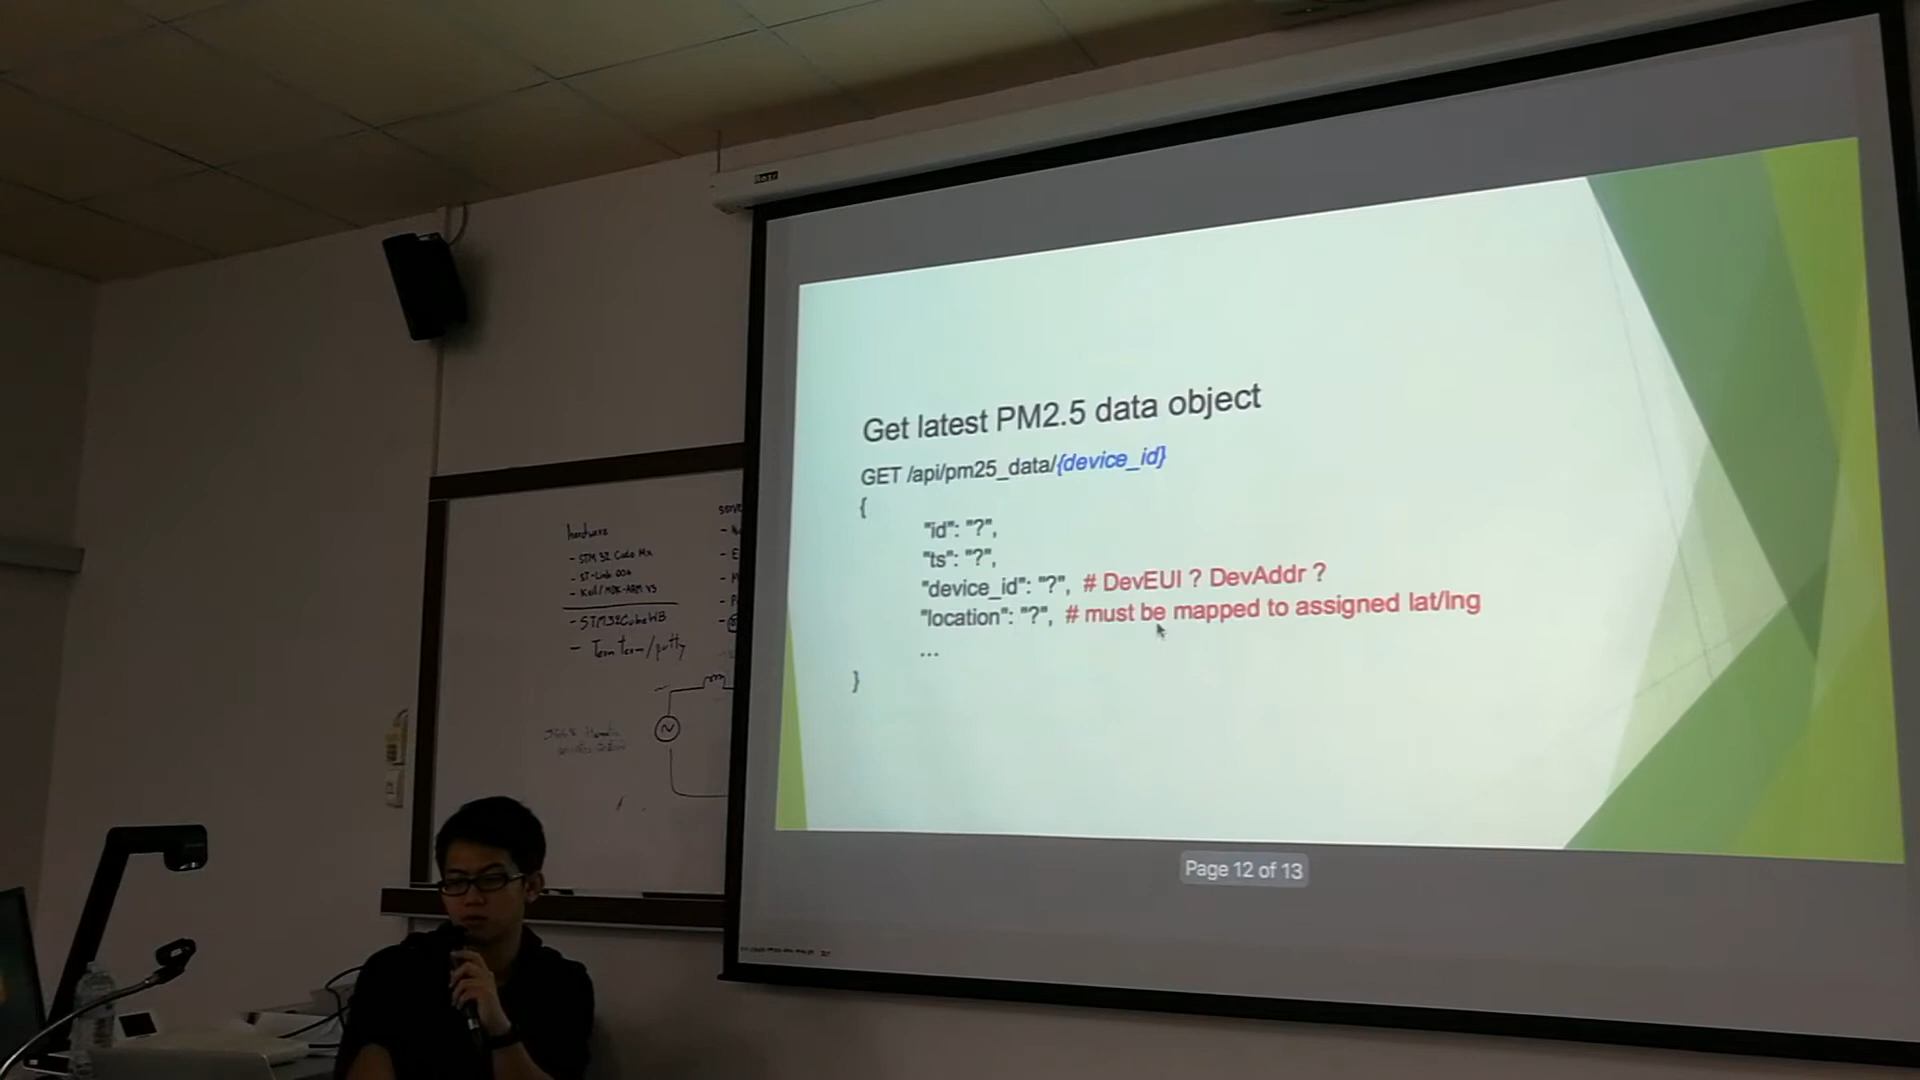 Get latest PM2.5 data object
GET /api/pm25_data/{device_id}
{
"id": "?",
"ts": "?",
"device_id": "?", # DevEUI ? DevAddr ?
"location": "?", # must be mapped to assigned lat/lng
...
}
Page 12 of 13
hardware
- STM32 Cube Mx
- ST-Link
- Keil/MDK-ARM V5
- STM32CubeWB
- Tera term/putty